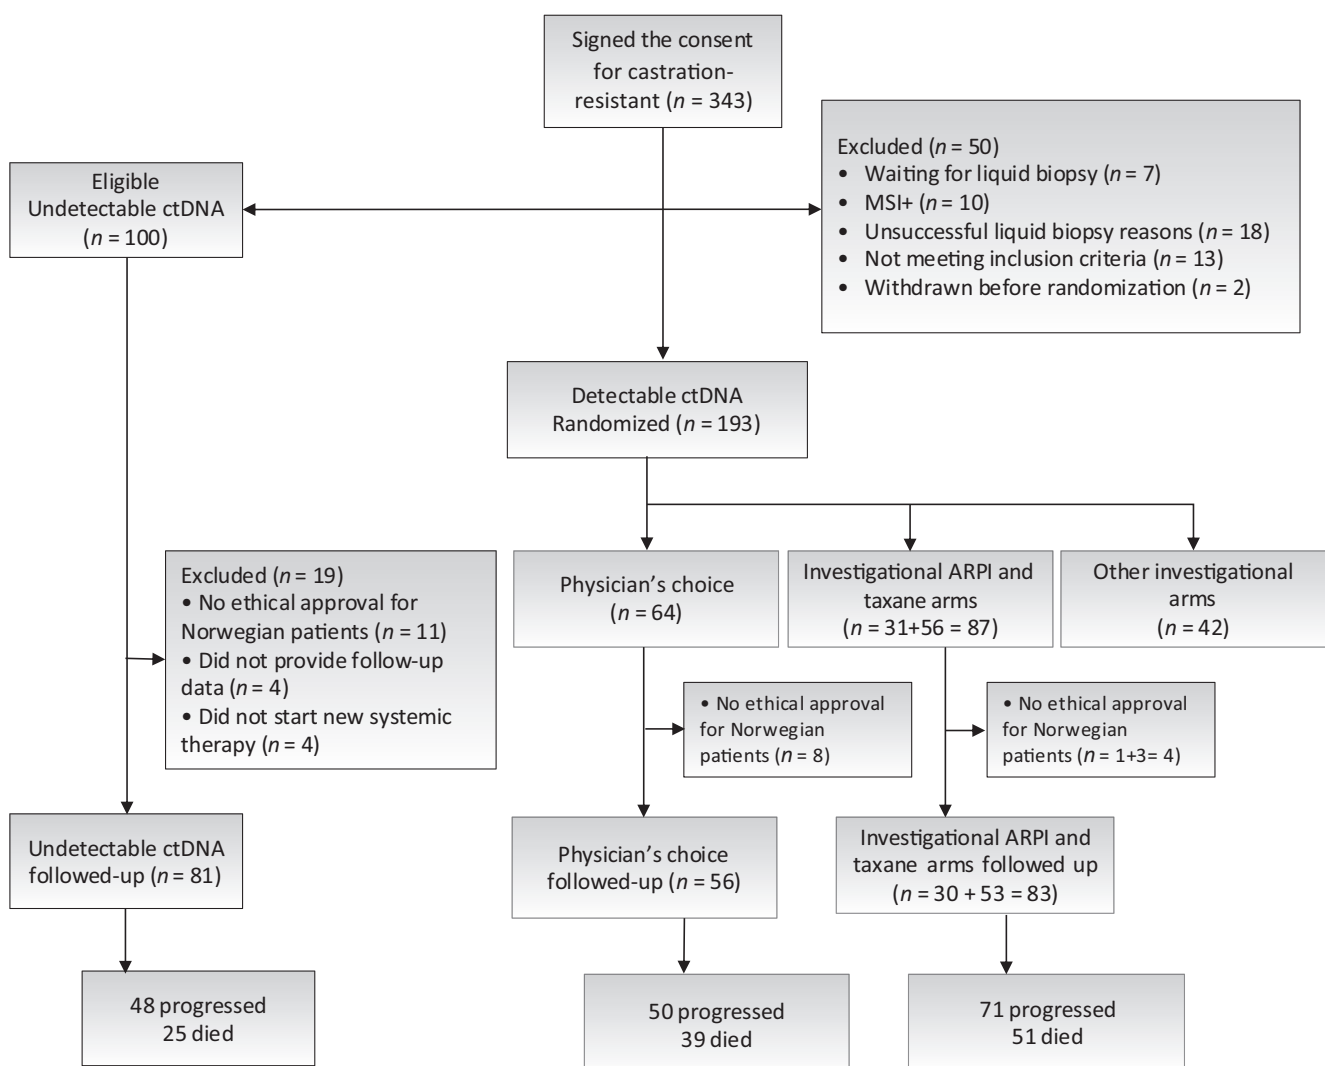 Signed the consent
for castration-
resistant (n = 343)
Excluded (n = 50)
• Waiting for liquid biopsy (n = 7)
• MSI+ (n = 10)
• Unsuccessful liquid biopsy reasons (n = 18)
• Not meeting inclusion criteria (n = 13)
• Withdrawn before randomization (n = 2)
Eligible
Undetectable ctDNA
(n = 100)
Detectable ctDNA
Randomized (n = 193)
Excluded (n = 19)
• No ethical approval for
Norwegian patients (n = 11)
• Did not provide follow-up
data (n = 4)
• Did not start new systemic
therapy (n = 4)
Physician’s choice
(n = 64)
Investigational ARPI and
taxane arms
(n = 31+56 = 87)
Other investigational
arms
(n = 42)
• No ethical approval
for Norwegian
patients (n = 8)
• No ethical approval
for Norwegian
patients (n = 1+3= 4)
Undetectable ctDNA
followed-up (n = 81)
Physician’s choice
followed-up (n = 56)
Investigational ARPI and
taxane arms followed up
(n = 30 + 53 = 83)
48 progressed
25 died
50 progressed
39 died
71 progressed
51 died